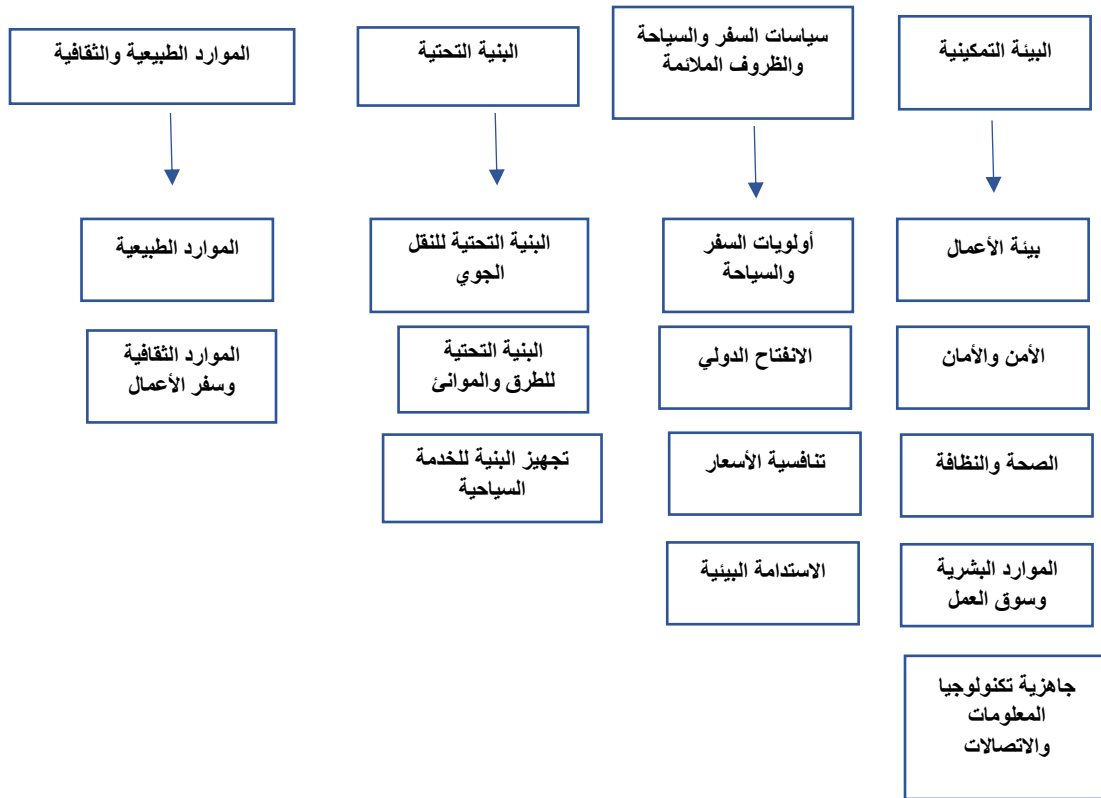 البيئة التمكينية
سياسات السفر والسياحة
والظروف الملائمة
البنية التحتية
الموارد الطبيعية والثقافية
بيئة الأعمال
الأمن والأمان
الصحة والنظافة
الموارد البشرية
وسوق العمل
جاهزية تكنولوجيا
المعلومات
والاتصالات
أولويات السفر
والسياحة
الانفتاح الدولي
تنافسية الأسعار
الاستدامة البيئية
البنية التحتية للنقل
الجوي
البنية التحتية
للطرق والموانئ
تجهيز البنية للخدمة
السياحية
الموارد الطبيعية
الموارد الثقافية
وسفر الأعمال